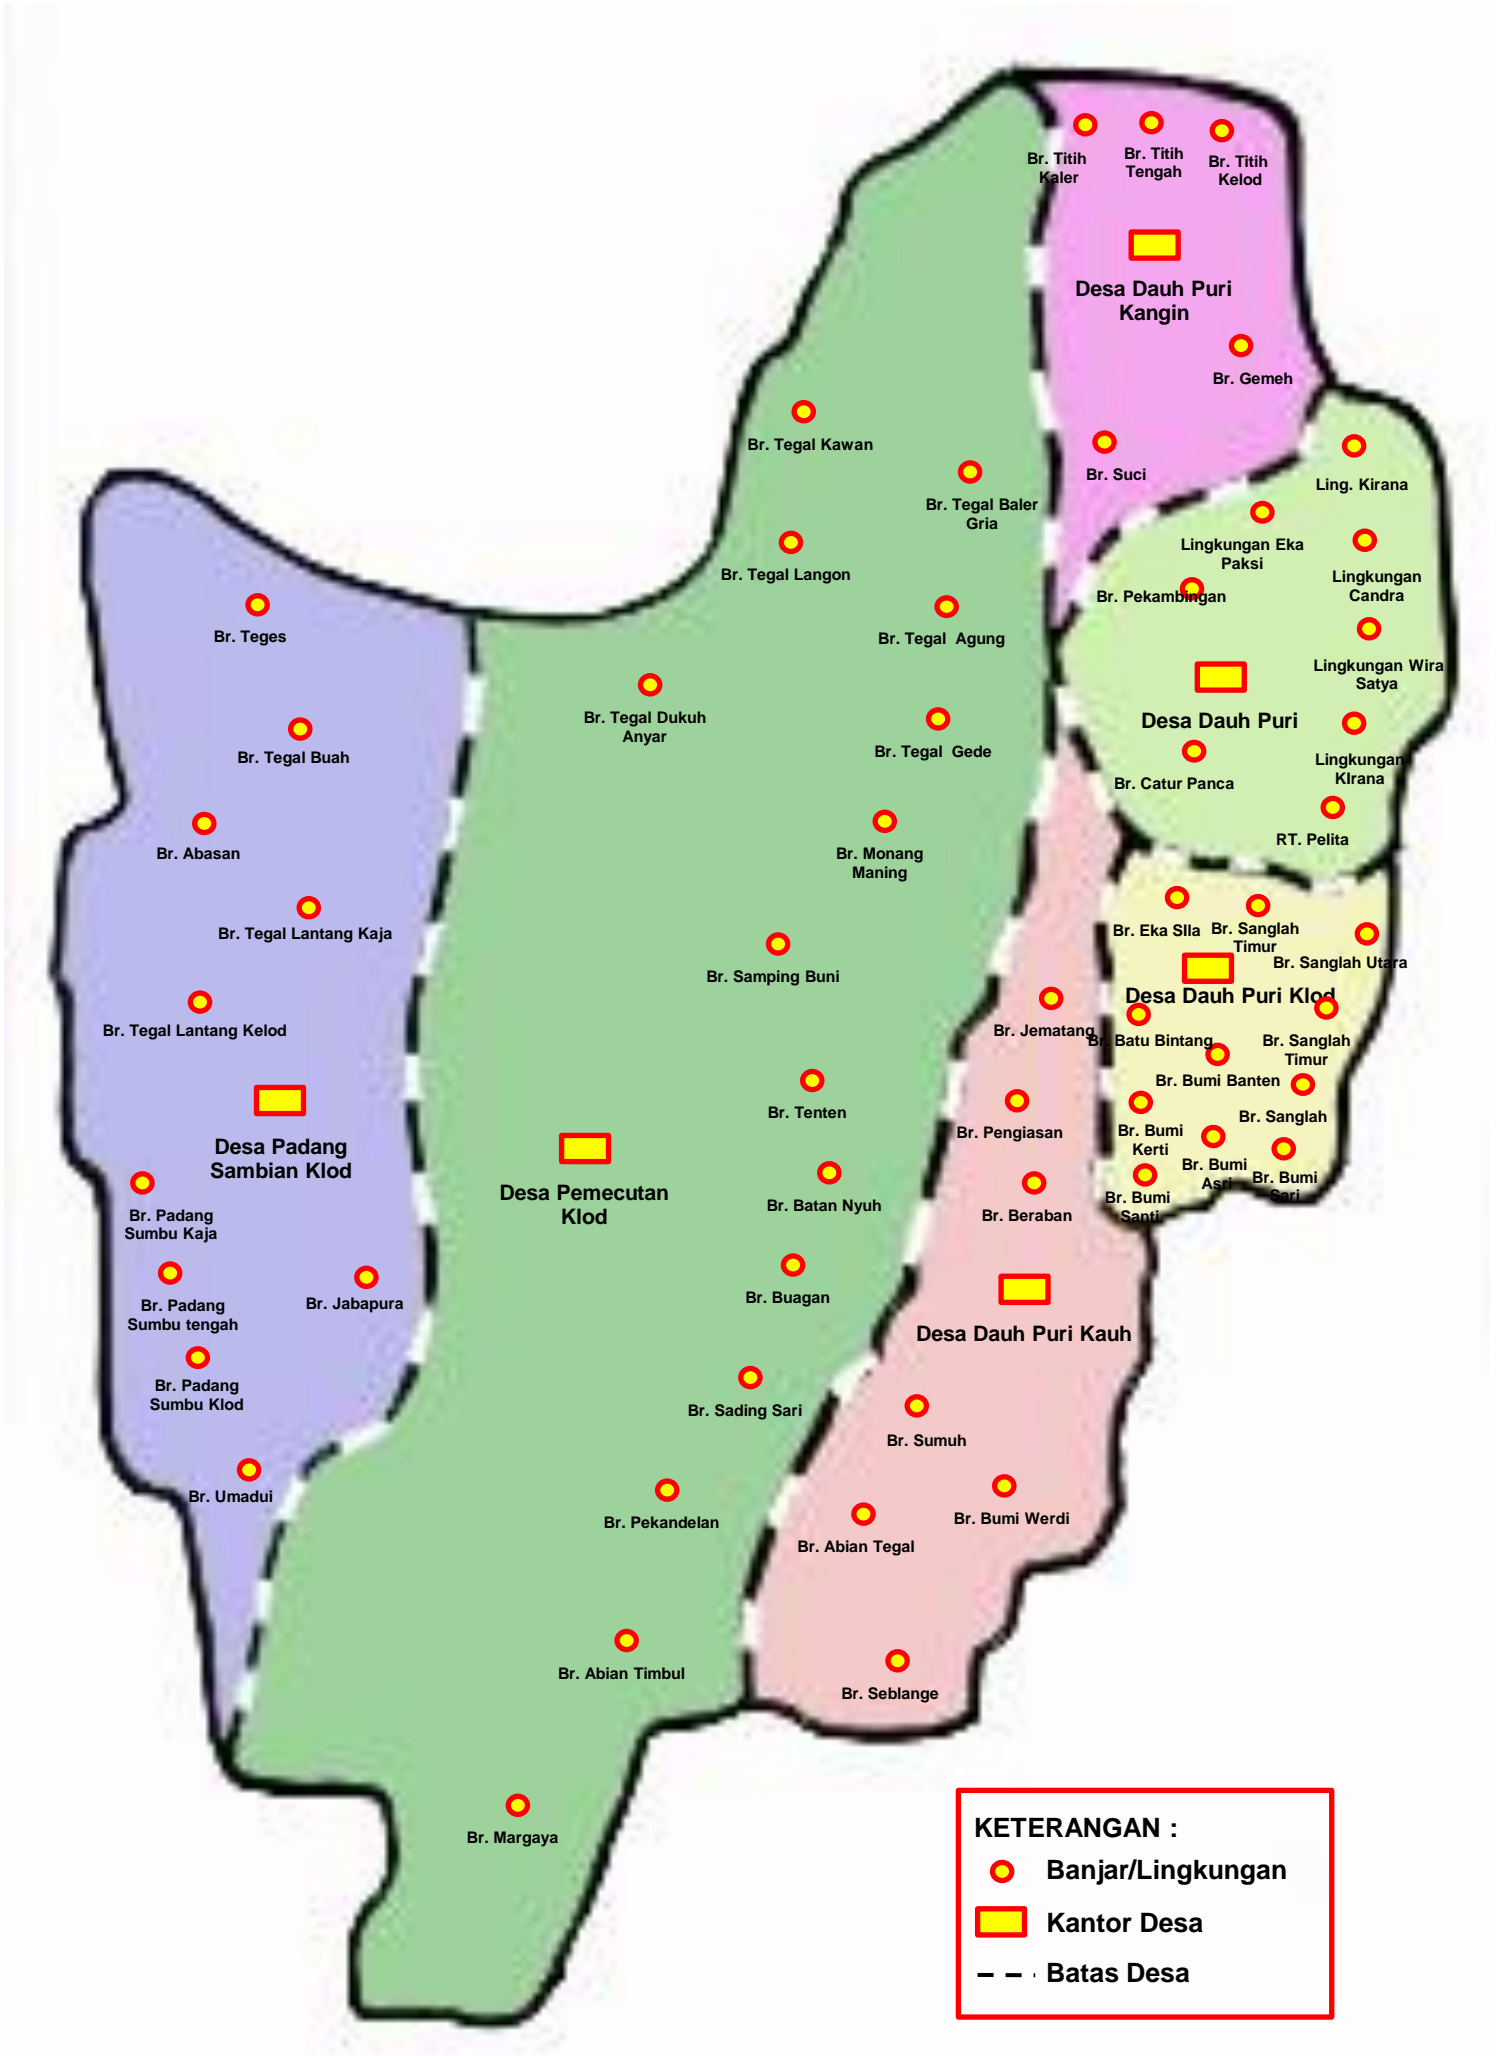 Br. Titih
Kaler
Br. Titih
Tengah
Br. Titih
Kelod
Desa Dauh Puri
Kangin
Br. Gemeh
Br. Suci
Br. Tegal Kawan
Br. Tegal Baler
Gria
Br. Tegal Langon
Br. Tegal Agung
Br. Tegal Dukuh
Anyar
Br. Tegal Gede
Br. Monang
Maning
Br. Samping Buni
Br. Tenten
Desa Pemecutan
Klod
Br. Batan Nyuh
Br. Buagan
Br. Sading Sari
Br. Pekandelan
Br. Abian Timbul
Br. Margaya
Ling. Kirana
Lingkungan Eka
Paksi
Lingkungan
Candra
Br. Pekambingan
Lingkungan Wira
Satya
Desa Dauh Puri
Lingkungan
KIrana
Br. Catur Panca
RT. Pelita
Br. Teges
Br. Tegal Buah
Br. Abasan
Br. Tegal Lantang Kaja
Br. Tegal Lantang Kelod
Desa Padang
Sambian Klod
Br. Padang
Sumbu Kaja
Br. Padang
Sumbu tengah
Br. Jabapura
Br. Padang
Sumbu Klod
Br. Umadui
Br. Eka SIla
Br. Sanglah
Timur
Br. Sanglah Utara
Desa Dauh Puri Klod
Br. Batu Bintang
Br. Sanglah
Timur
Br. Bumi Banten
Br. Sanglah
Br. Bumi
Kerti
Br. Bumi
Asri
Br. Bumi
Sari
Br. Bumi
Santi
Br. Jematang
Br. Pengiasan
Br. Beraban
Desa Dauh Puri Kauh
Br. Sumuh
Br. Bumi Werdi
Br. Abian Tegal
Br. Seblange
KETERANGAN :
Banjar/Lingkungan
Kantor Desa
Batas Desa